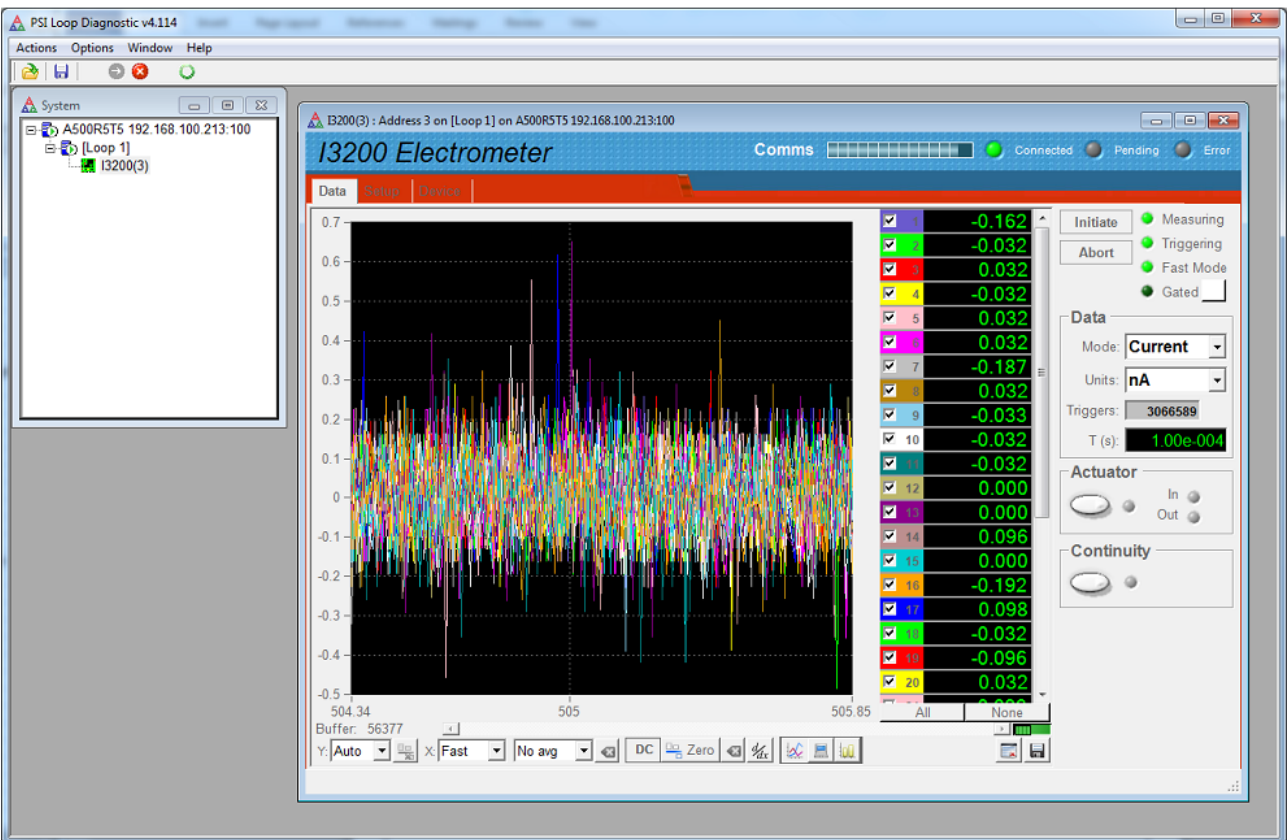 PSI Loop Diagnostic v4.114
Actions Options Window Help
System
A500R5T5 192.168.100.213:100
[Loop 1]
I3200(3)
I3200(3) : Address 3 on [Loop 1] on A500R5T5 192.168.100.213:100
I3200 Electrometer
Comms
Connected
Pending
Error
Data Setup Device
0.7
0.6
0.5
0.4
0.3
0.2
0.1
0
-0.1
-0.2
-0.3
-0.4
-0.5
504.34 505 505.85
1 -0.162
2 -0.032
3 0.032
4 -0.032
5 0.032
6 0.032
7 -0.187
8 0.032
9 -0.033
10 -0.032
11 -0.032
12 0.000
13 0.000
14 0.096
15 0.000
16 -0.192
17 0.098
18 -0.032
19 -0.096
20 0.032
All None
Initiate
Abort
Measuring
Triggering
Fast Mode
Gated
Data
Mode: Current
Units: nA
Triggers: 3066589
T (s): 1.00e-004
Actuator
In
Out
Continuity
Buffer: 56377
Y: Auto X: Fast No avg DC Zero d/dx